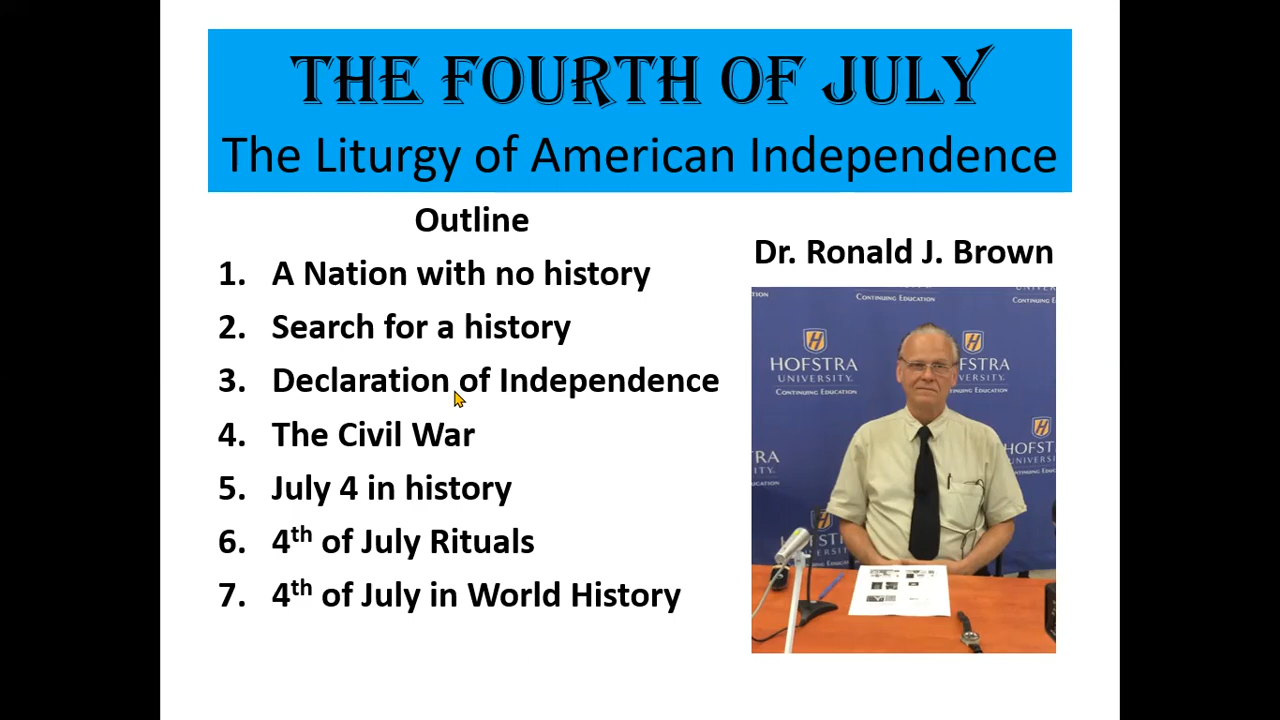 THE FOURTH OF JULY
The Liturgy of American Independence
Outline
1. A Nation with no history
2. Search for a history
3. Declaration of Independence
4. The Civil War
5. July 4 in history
6. 4th of July Rituals
7. 4th of July in World History
Dr. Ronald J. Brown
CONTINUING EDUCATION
HOFSTRA
UNIVERSITY
CONTINUING EDUCATION
HOFSTRA
UNIVERSITY